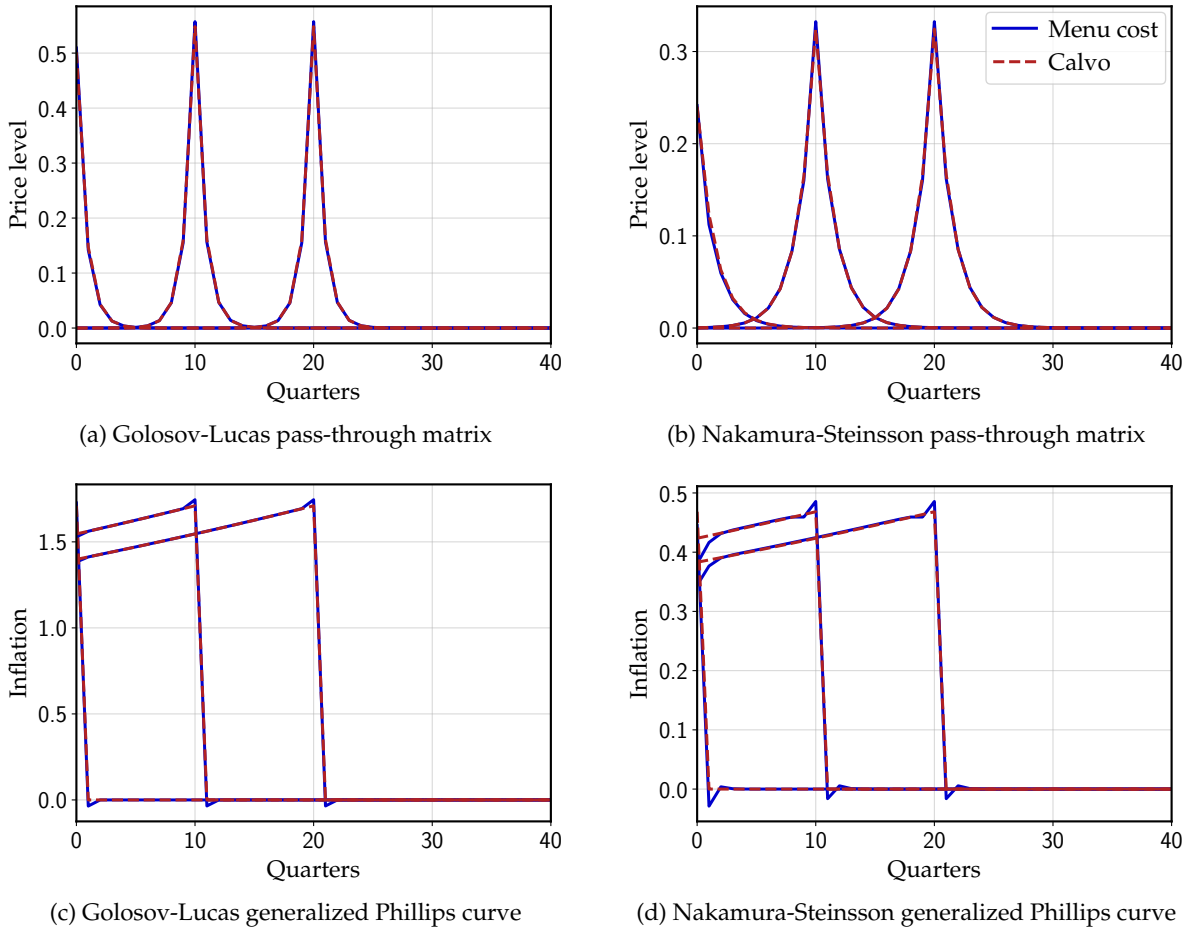 Price level
0.5
0.4
0.3
0.2
0.1
0.0
0 10 20 30 40
Quarters
(a) Golosov-Lucas pass-through matrix
Price level
0.3
0.2
0.1
0.0
0 10 20 30 40
Quarters
Menu cost
Calvo
(b) Nakamura-Steinsson pass-through matrix
Inflation
1.5
1.0
0.5
0.0
0 10 20 30 40
Quarters
(c) Golosov-Lucas generalized Phillips curve
Inflation
0.5
0.4
0.3
0.2
0.1
0.0
0 10 20 30 40
Quarters
(d) Nakamura-Steinsson generalized Phillips curve